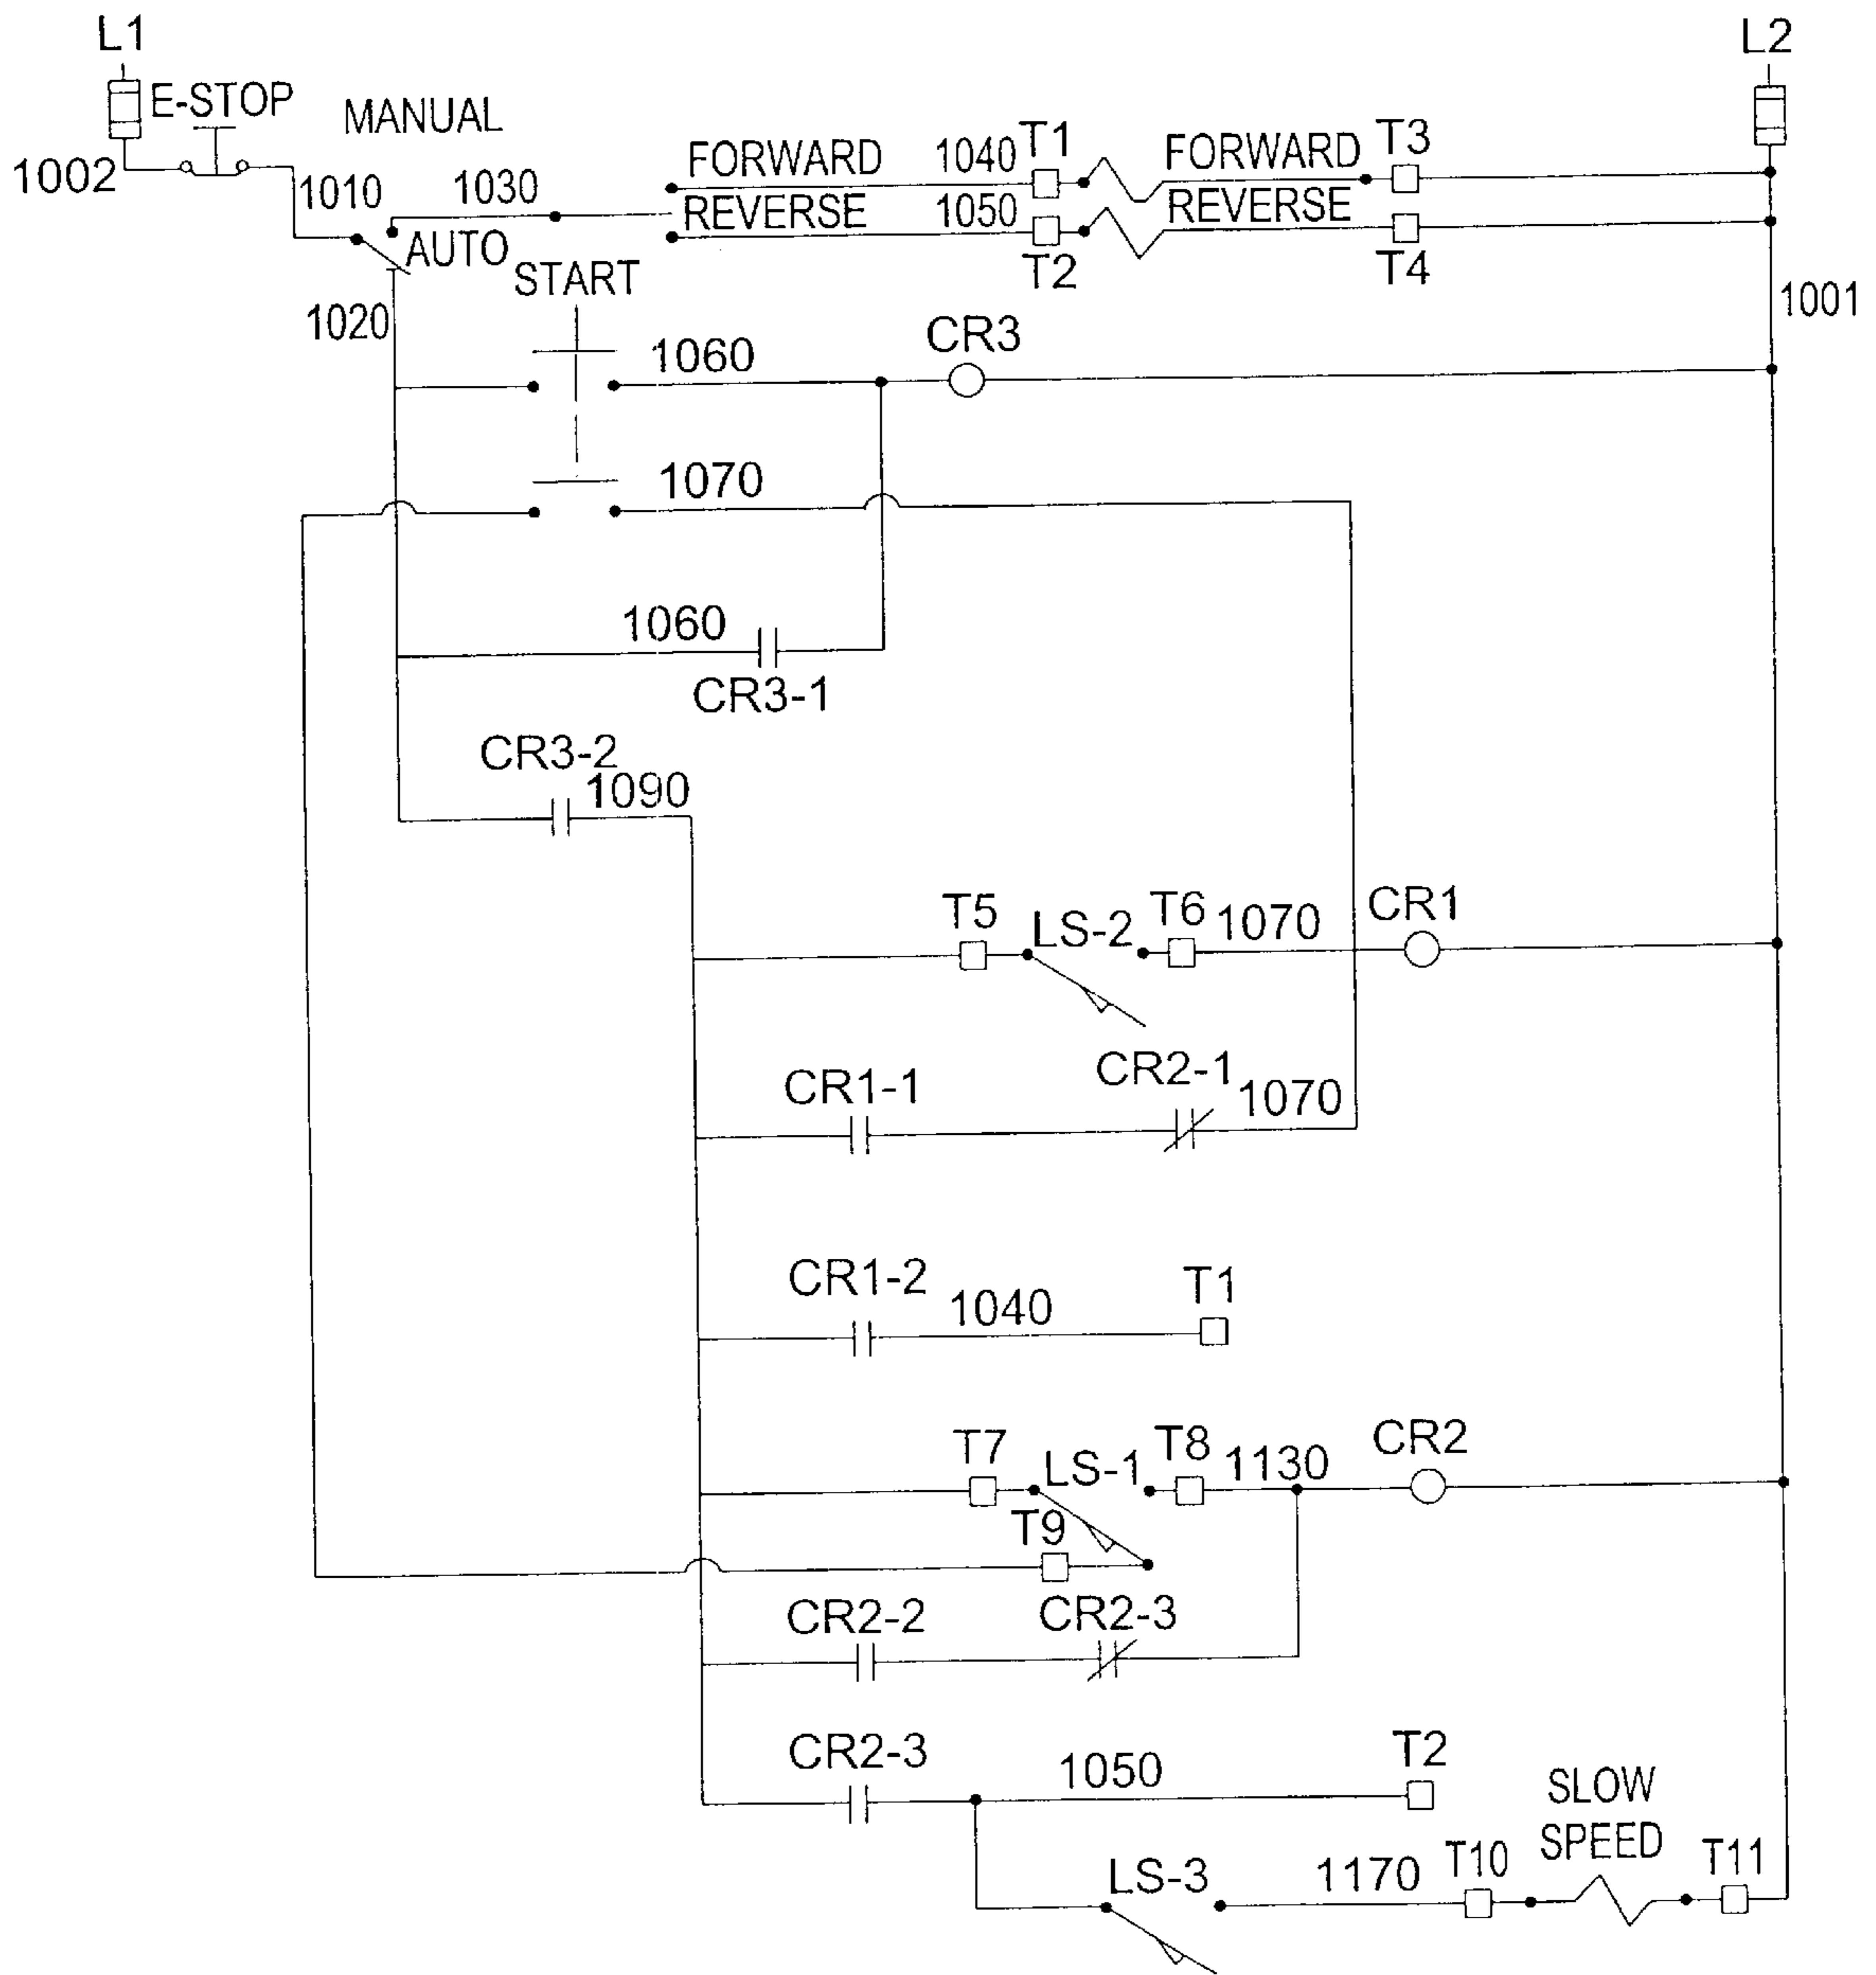 L1
L2
E-STOP
MANUAL
1002
1010
1030
FORWARD
1040
T1
FORWARD
T3
REVERSE
1050
REVERSE
T2
T4
AUTO
START
1020
1001
1060
CR3
1070
1060
CR3-1
CR3-2
1090
T5
LS-2
T6
1070
CR1
CR1-1
CR2-1
1070
CR1-2
1040
T1
T7
LS-1
T8
1130
CR2
T9
CR2-2
CR2-3
CR2-3
1050
T2
SLOW
SPEED
LS-3
1170
T10
T11